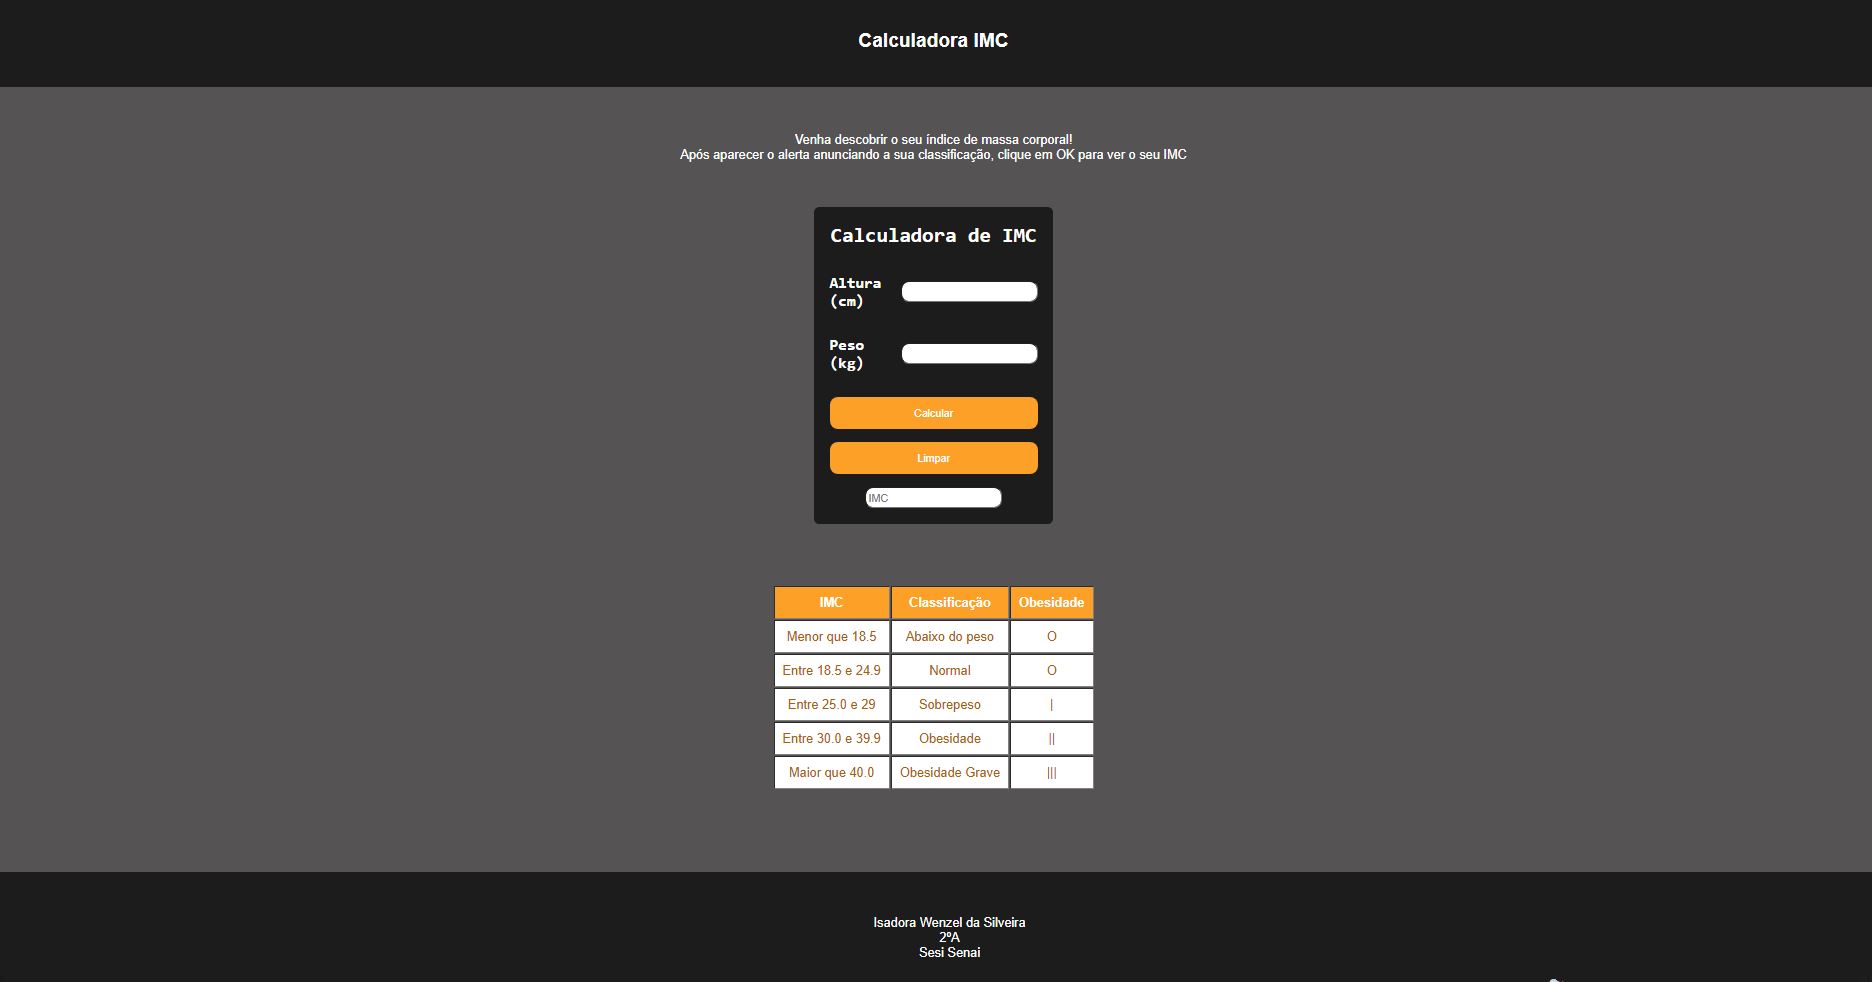 Calculadora IMC
Venha descobrir o seu índice de massa corporal!
Após aparecer o alerta anunciando a sua classificação, clique em OK para ver o seu IMC
Calculadora de IMC
Altura
(cm)
Peso
(kg)
Calcular
Limpar
IMC
IMC Classificação Obesidade
Menor que 18.5 Abaixo do peso O
Entre 18.5 e 24.9 Normal O
Entre 25.0 e 29 Sobrepeso |
Entre 30.0 e 39.9 Obesidade ||
Maior que 40.0 Obesidade Grave |||
Isadora Wenzel da Silveira
2ºA
Sesi Senai